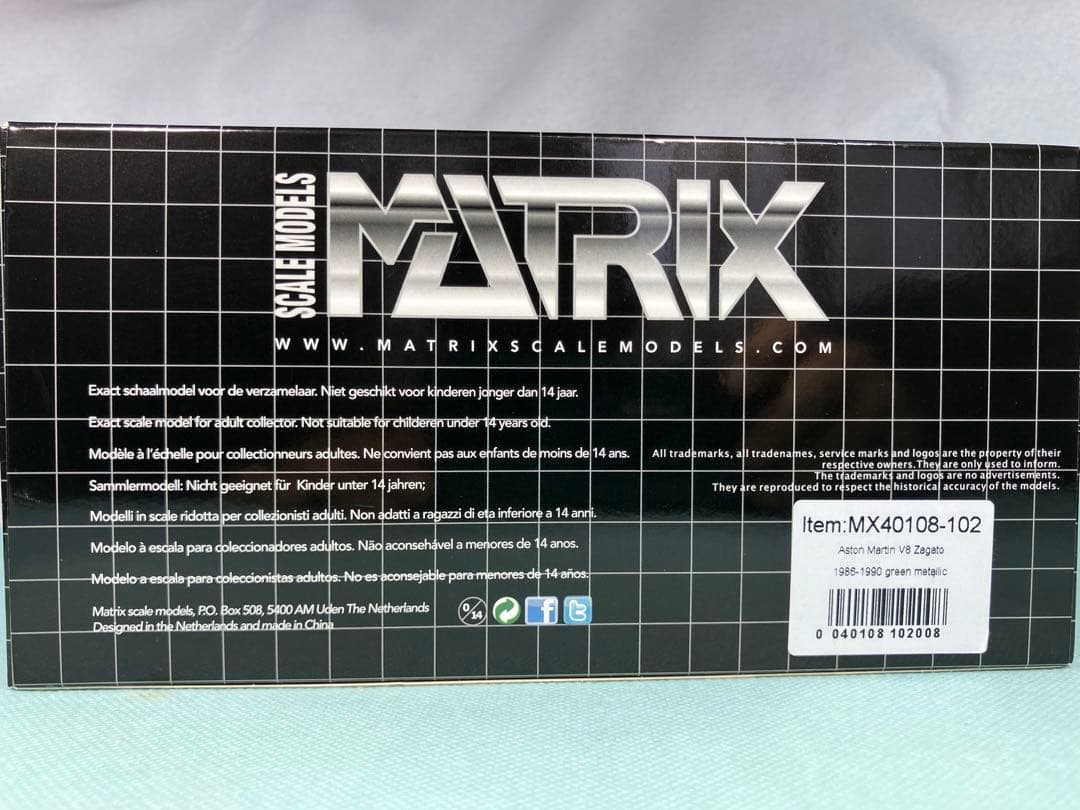 SCALE MODELS
MATRIX
WWW.MATRIXSCALEMODELS.COM
Exact schaalmodel voor de verzamelaar. Niet geschikt voor kinderen jonger dan 14 jaar.
Exact scale model for adult collector. Not suitable for childeren under 14 years old.
Modèle à l'échelle pour collectionneurs adultes. Ne convient pas aux enfants de moins de 14 ans.
Sammlermodell: Nicht geeignet für Kinder unter 14 jahren;
Modelli in scale ridotta per collezionisti adulti. Non adatti a ragazzi di eta inferiore a 14 anni.
Modelo à escala para coleccionadores adultos. Não aconsehável a menores de 14 anos.
Modelo a escala para coleccionistas adultos. No es aconsejable para menores de 14 años.
Matrix scale models, P.O. Box 508, 5400 AM Uden The Netherlands
Designed in the Netherlands and made in China
0/14
All trademarks, all tradenames, service marks and logos are the property of their
respective owners.They are only used to inform.
The trademarks and logos are no advertisements.
They are reproduced to respect the historical accuracy of the models.
Item:MX40108-102
Aston Martin V8 Zagato
1986-1990 green metallic
0 040108 102008